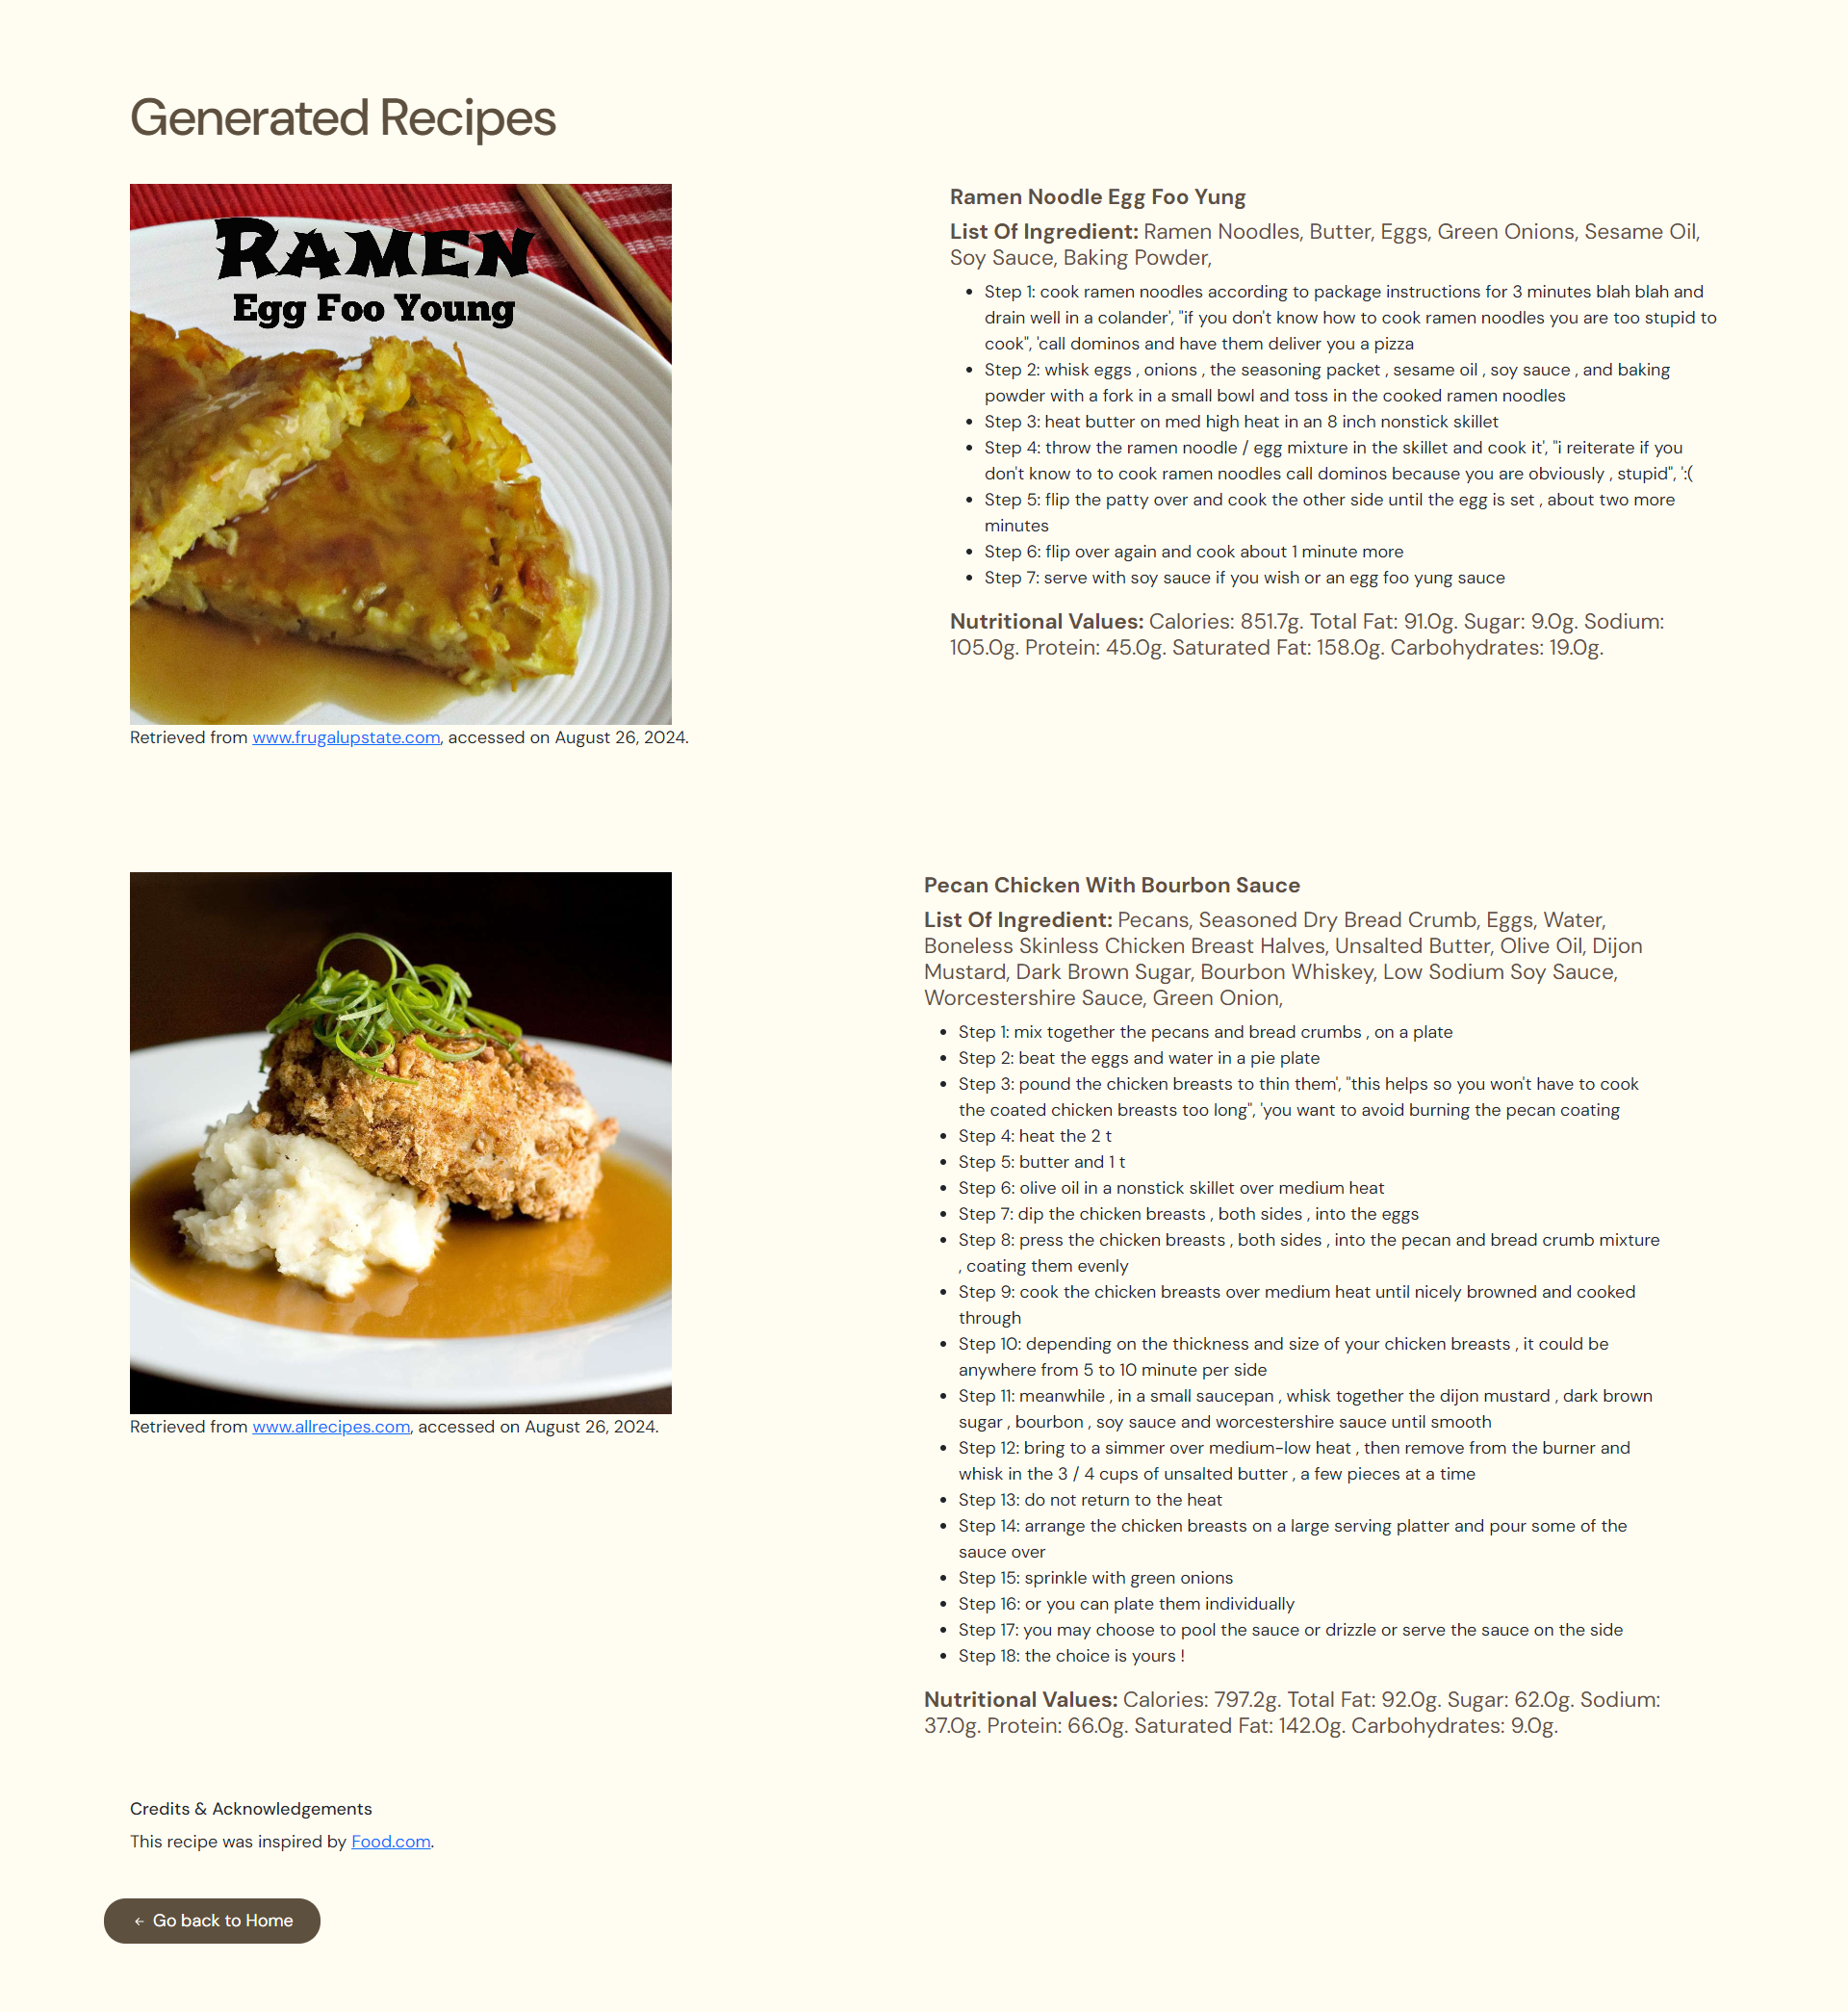 Generated Recipes
RAMEN
Egg Foo Young
Retrieved from www.frugalupstate.com, accessed on August 26, 2024.
Ramen Noodle Egg Foo Yung
List Of Ingredient: Ramen Noodles, Butter, Eggs, Green Onions, Sesame Oil,
Soy Sauce, Baking Powder,
• Step 1: cook ramen noodles according to package instructions for 3 minutes blah blah and
drain well in a colander', "if you don't know how to cook ramen noodles you are too stupid to
cook", 'call dominos and have them deliver you a pizza
• Step 2: whisk eggs , onions , the seasoning packet , sesame oil , soy sauce , and baking
powder with a fork in a small bowl and toss in the cooked ramen noodles
• Step 3: heat butter on med high heat in an 8 inch nonstick skillet
• Step 4: throw the ramen noodle / egg mixture in the skillet and cook it', "i reiterate if you
don't know to to cook ramen noodles call dominos because you are obviously , stupid", ':(
• Step 5: flip the patty over and cook the other side until the egg is set , about two more
minutes
• Step 6: flip over again and cook about 1 minute more
• Step 7: serve with soy sauce if you wish or an egg foo yung sauce
Nutritional Values: Calories: 851.7g. Total Fat: 91.0g. Sugar: 9.0g. Sodium:
105.0g. Protein: 45.0g. Saturated Fat: 158.0g. Carbohydrates: 19.0g.
Retrieved from www.allrecipes.com, accessed on August 26, 2024.
Pecan Chicken With Bourbon Sauce
List Of Ingredient: Pecans, Seasoned Dry Bread Crumb, Eggs, Water,
Boneless Skinless Chicken Breast Halves, Unsalted Butter, Olive Oil, Dijon
Mustard, Dark Brown Sugar, Bourbon Whiskey, Low Sodium Soy Sauce,
Worcestershire Sauce, Green Onion,
• Step 1: mix together the pecans and bread crumbs , on a plate
• Step 2: beat the eggs and water in a pie plate
• Step 3: pound the chicken breasts to thin them', "this helps so you won't have to cook
the coated chicken breasts too long", 'you want to avoid burning the pecan coating
• Step 4: heat the 2 t
• Step 5: butter and 1 t
• Step 6: olive oil in a nonstick skillet over medium heat
• Step 7: dip the chicken breasts , both sides , into the eggs
• Step 8: press the chicken breasts , both sides , into the pecan and bread crumb mixture
, coating them evenly
• Step 9: cook the chicken breasts over medium heat until nicely browned and cooked
through
• Step 10: depending on the thickness and size of your chicken breasts , it could be
anywhere from 5 to 10 minute per side
• Step 11: meanwhile , in a small saucepan , whisk together the dijon mustard , dark brown
sugar , bourbon , soy sauce and worcestershire sauce until smooth
• Step 12: bring to a simmer over medium-low heat , then remove from the burner and
whisk in the 3 / 4 cups of unsalted butter , a few pieces at a time
• Step 13: do not return to the heat
• Step 14: arrange the chicken breasts on a large serving platter and pour some of the
sauce over
• Step 15: sprinkle with green onions
• Step 16: or you can plate them individually
• Step 17: you may choose to pool the sauce or drizzle or serve the sauce on the side
• Step 18: the choice is yours !
Nutritional Values: Calories: 797.2g. Total Fat: 92.0g. Sugar: 62.0g. Sodium:
37.0g. Protein: 66.0g. Saturated Fat: 142.0g. Carbohydrates: 9.0g.
Credits & Acknowledgements
This recipe was inspired by Food.com.
← Go back to Home